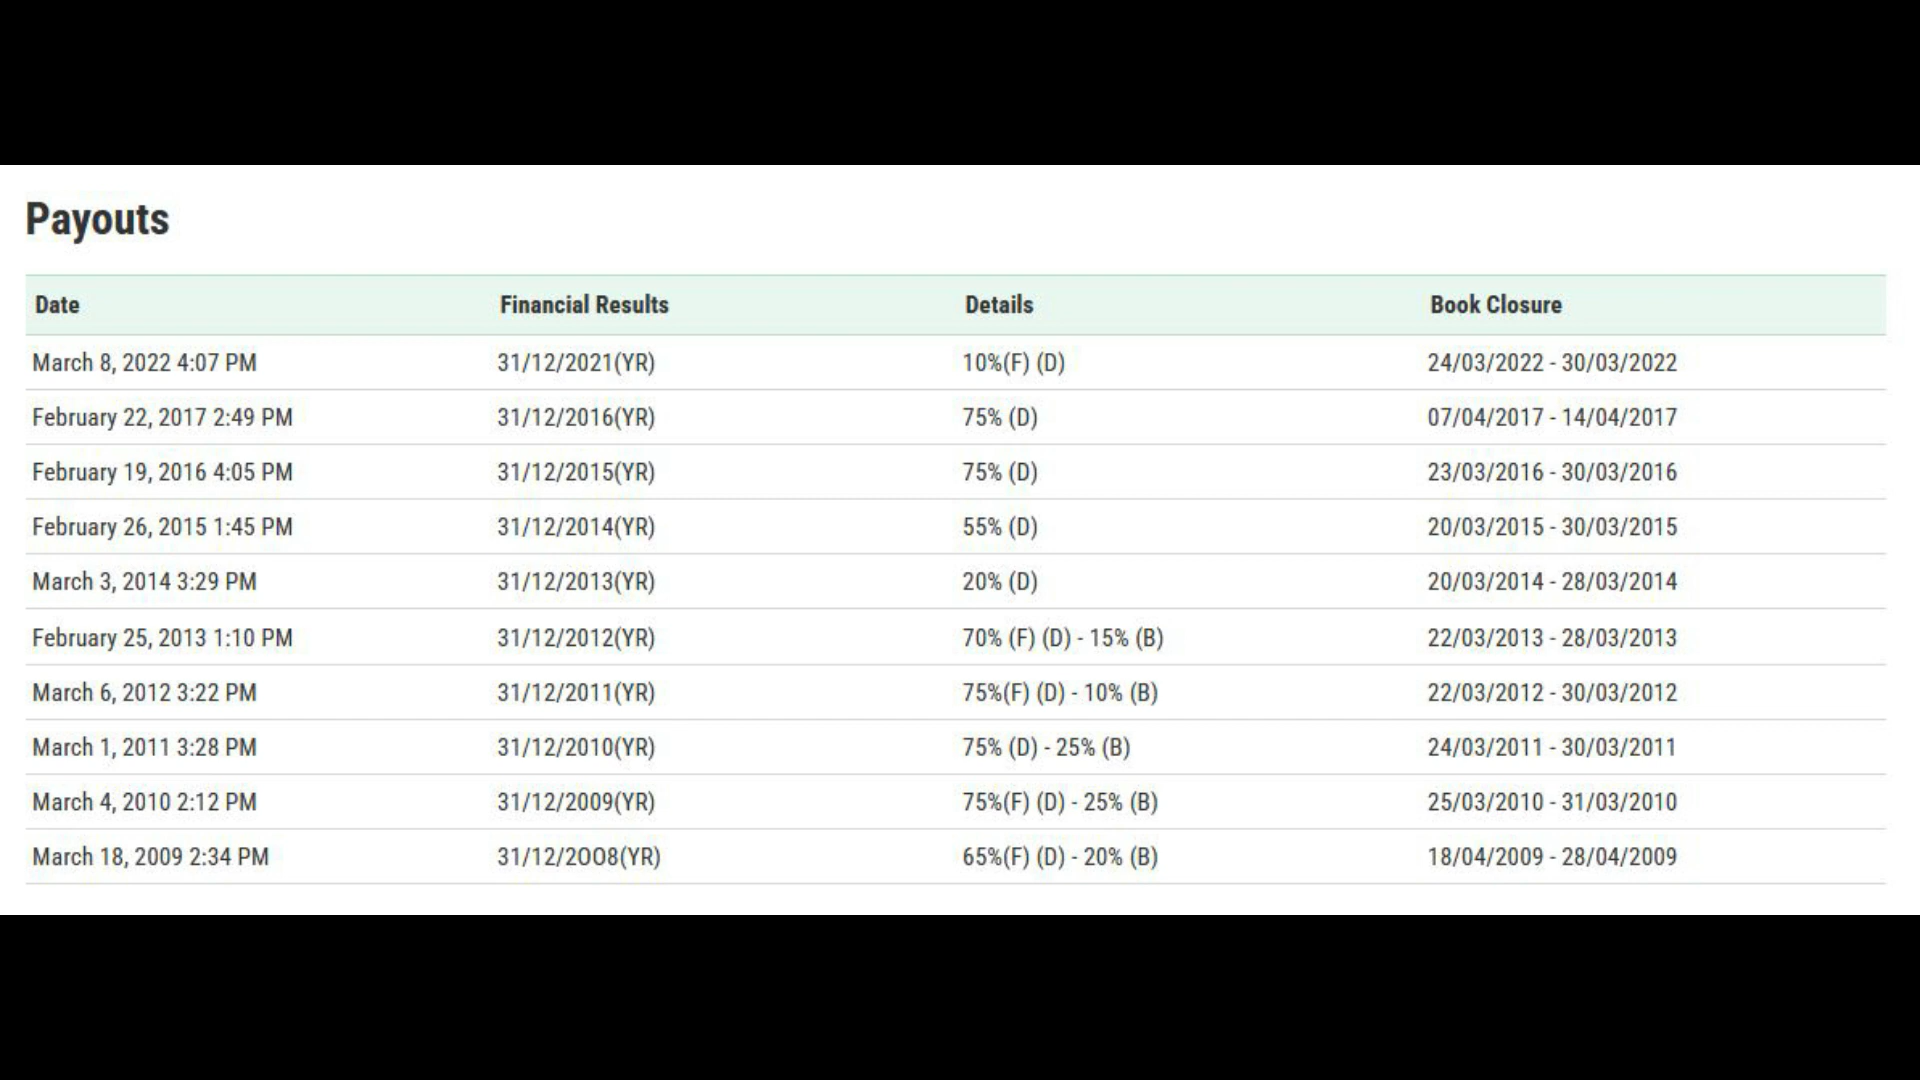 Payouts
Date Financial Results Details Book Closure
March 8, 2022 4:07 PM 31/12/2021(YR) 10%(F) (D) 24/03/2022 - 30/03/2022
February 22, 2017 2:49 PM 31/12/2016(YR) 75% (D) 07/04/2017 - 14/04/2017
February 19, 2016 4:05 PM 31/12/2015(YR) 75% (D) 23/03/2016 - 30/03/2016
February 26, 2015 1:45 PM 31/12/2014(YR) 55% (D) 20/03/2015 - 30/03/2015
March 3, 2014 3:29 PM 31/12/2013(YR) 20% (D) 20/03/2014 - 28/03/2014
February 25, 2013 1:10 PM 31/12/2012(YR) 70% (F) (D) - 15% (B) 22/03/2013 - 28/03/2013
March 6, 2012 3:22 PM 31/12/2011(YR) 75%(F) (D) - 10% (B) 22/03/2012 - 30/03/2012
March 1, 2011 3:28 PM 31/12/2010(YR) 75% (D) - 25% (B) 24/03/2011 - 30/03/2011
March 4, 2010 2:12 PM 31/12/2009(YR) 75%(F) (D) - 25% (B) 25/03/2010 - 31/03/2010
March 18, 2009 2:34 PM 31/12/2OO8(YR) 65%(F) (D) - 20% (B) 18/04/2009 - 28/04/2009